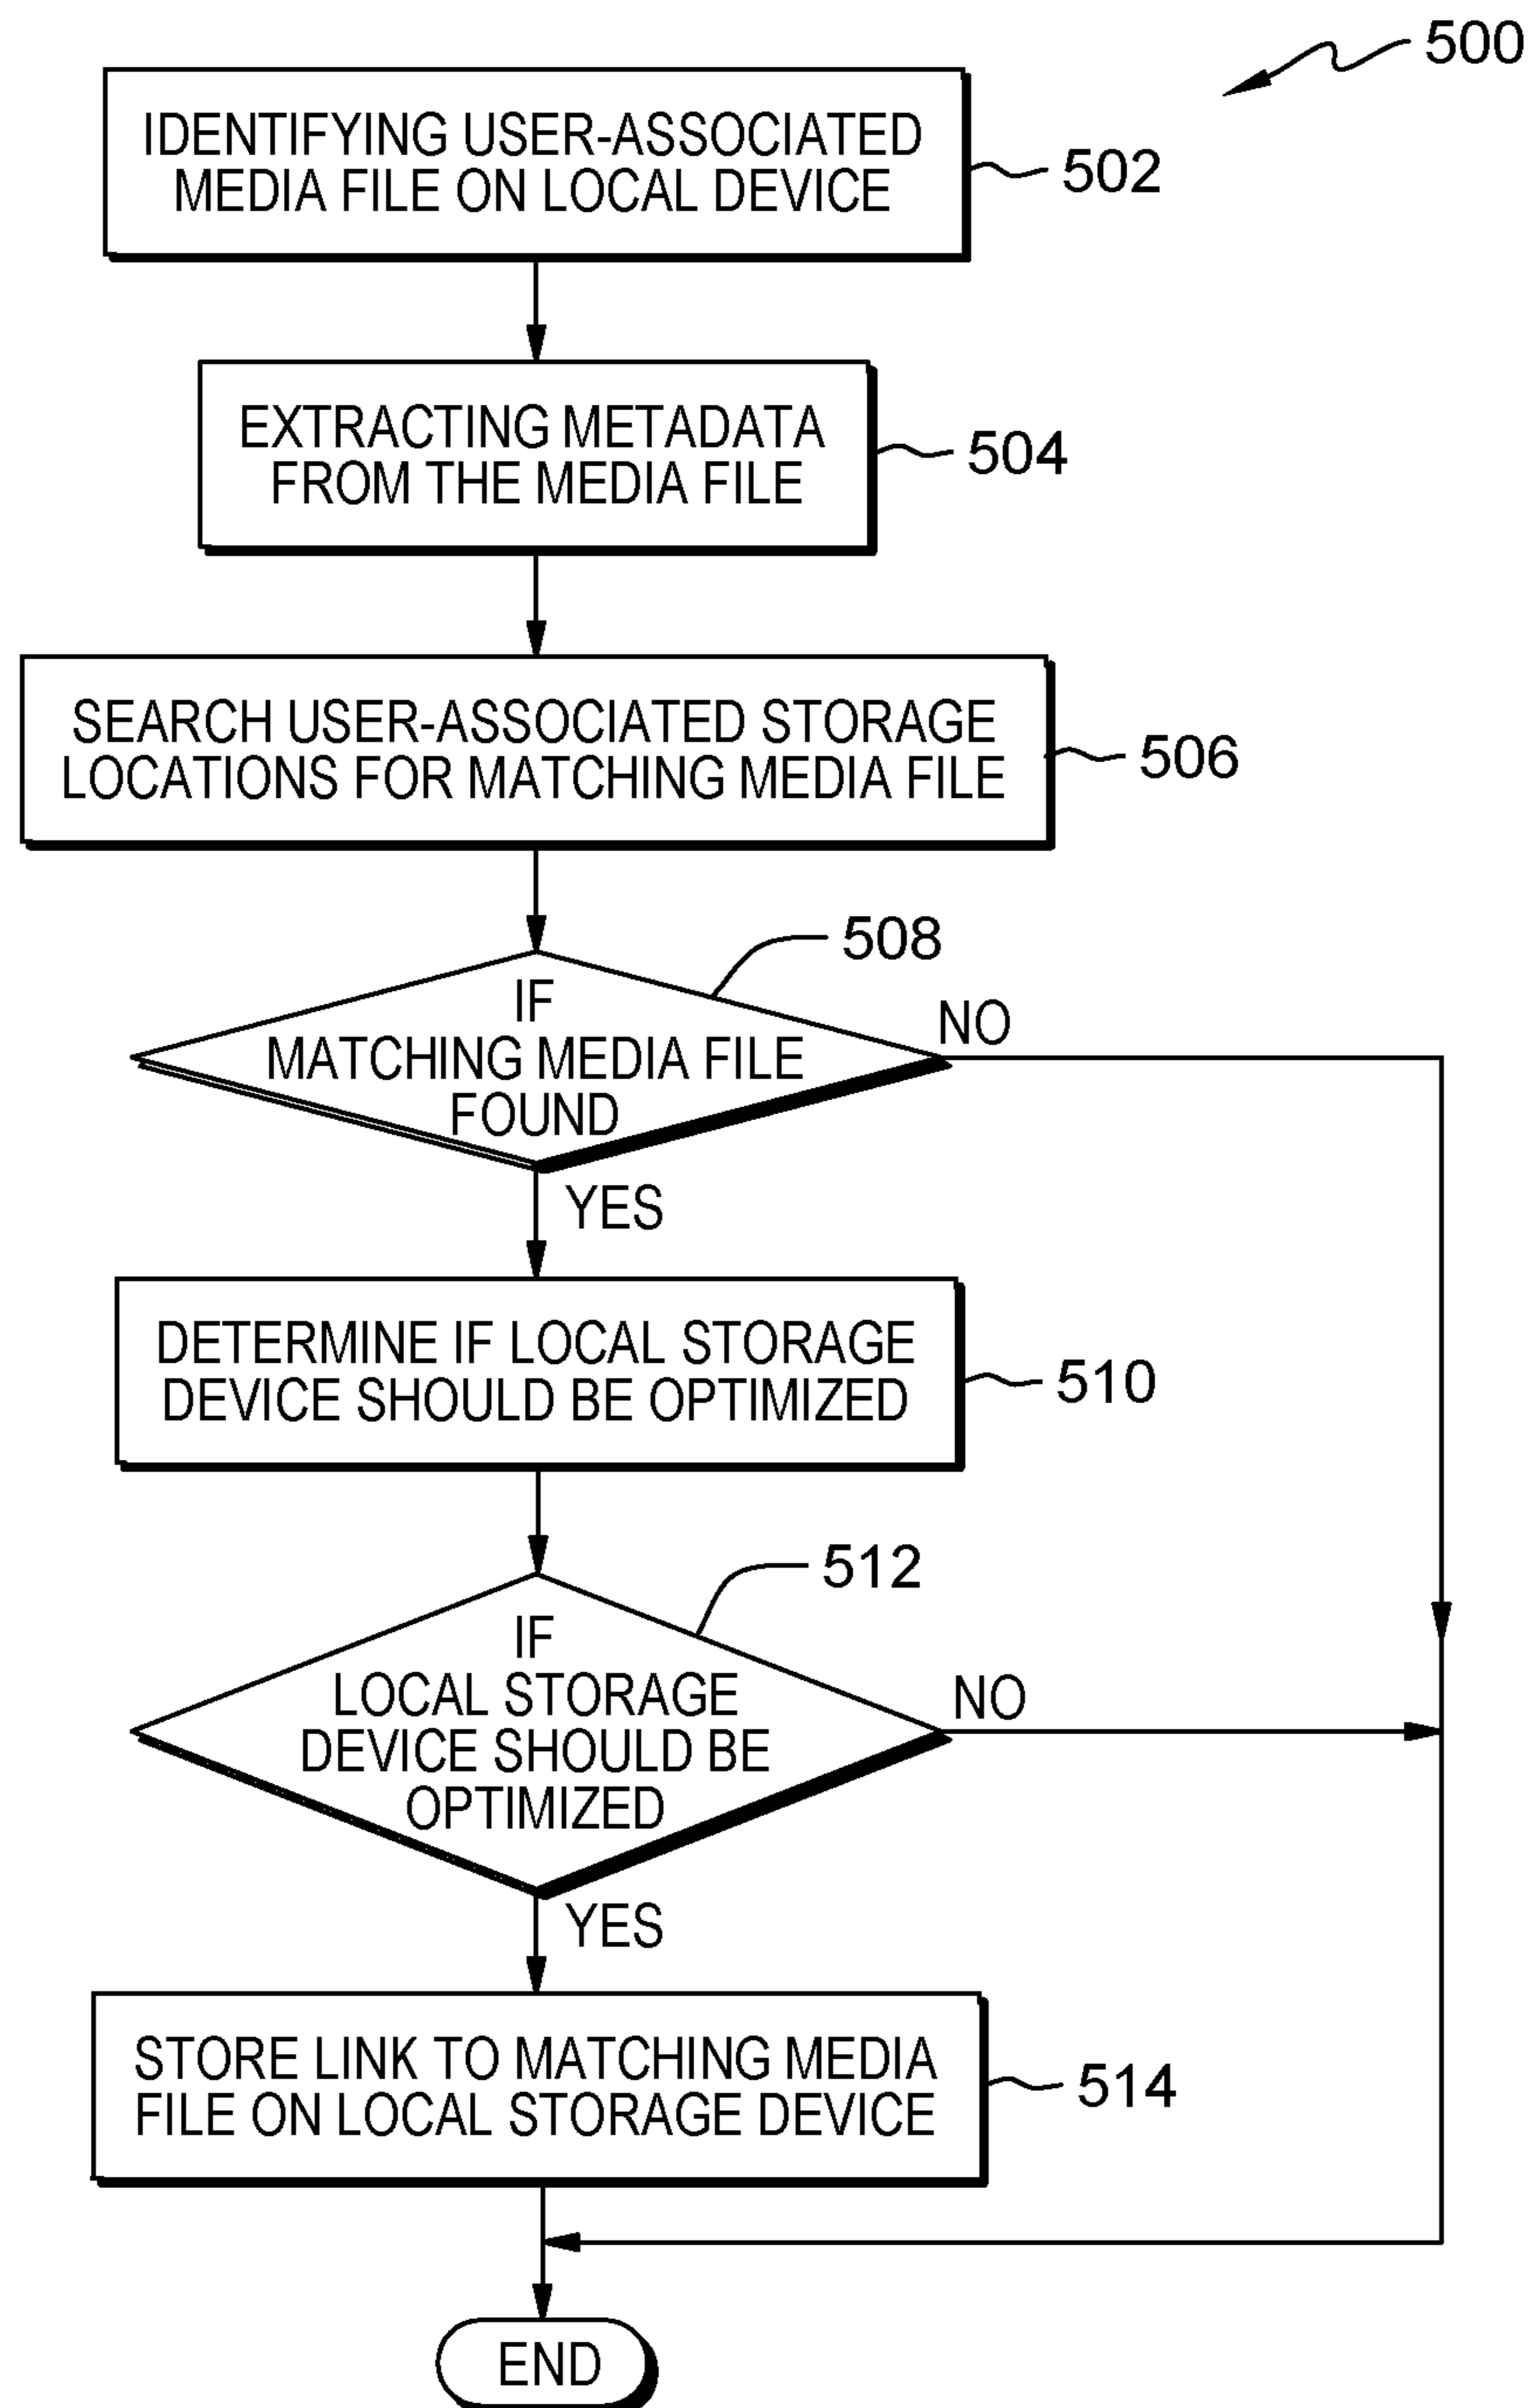 500
IDENTIFYING USER-ASSOCIATED
MEDIA FILE ON LOCAL DEVICE
502
EXTRACTING METADATA
FROM THE MEDIA FILE
504
SEARCH USER-ASSOCIATED STORAGE
LOCATIONS FOR MATCHING MEDIA FILE
506
508
IF
MATCHING MEDIA FILE
FOUND
NO
YES
DETERMINE IF LOCAL STORAGE
DEVICE SHOULD BE OPTIMIZED
510
512
IF
LOCAL STORAGE
DEVICE SHOULD BE
OPTIMIZED
NO
YES
STORE LINK TO MATCHING MEDIA
FILE ON LOCAL STORAGE DEVICE
514
END